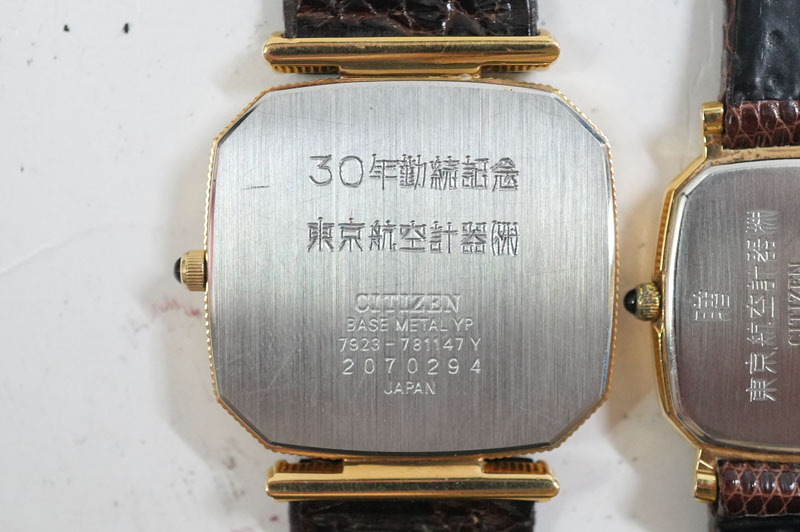 30年勤続記念
東京航空計器㈱
CITIZEN
BASE METAL YP
7923-781147Y
2070294
JAPAN
贈
東京航空計器㈱
CITIZEN